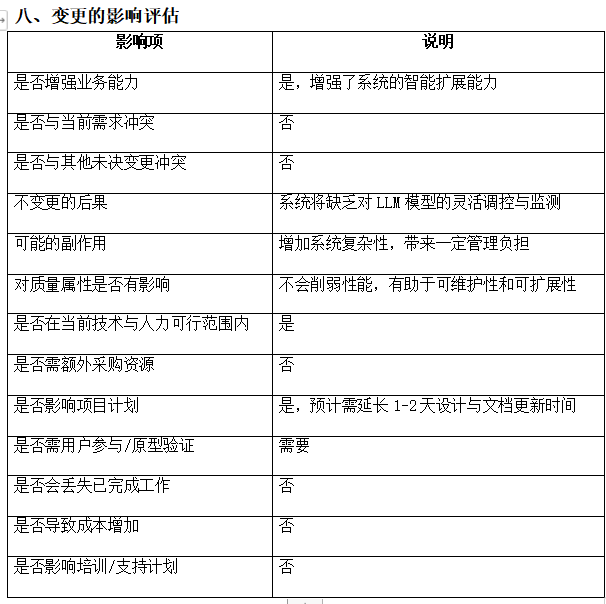 八、变更的影响评估
影响项 说明
是否增强业务能力 是，增强了系统的智能扩展能力
是否与当前需求冲突 否
是否与其他未决变更冲突 否
不变更的后果 系统将缺乏对 LLM 模型的灵活调控与监测
可能的副作用 增加系统复杂性，带来一定管理负担
对质量属性是否有影响 不会削弱性能，有助于可维护性和可扩展性
是否在当前技术与人力可行范围内 是
是否需额外采购资源 否
是否影响项目计划 是，预计需延长 1-2 天设计与文档更新时间
是否需用户参与/原型验证 需要
是否会丢失已完成工作 否
是否导致成本增加 否
是否影响培训/支持计划 否